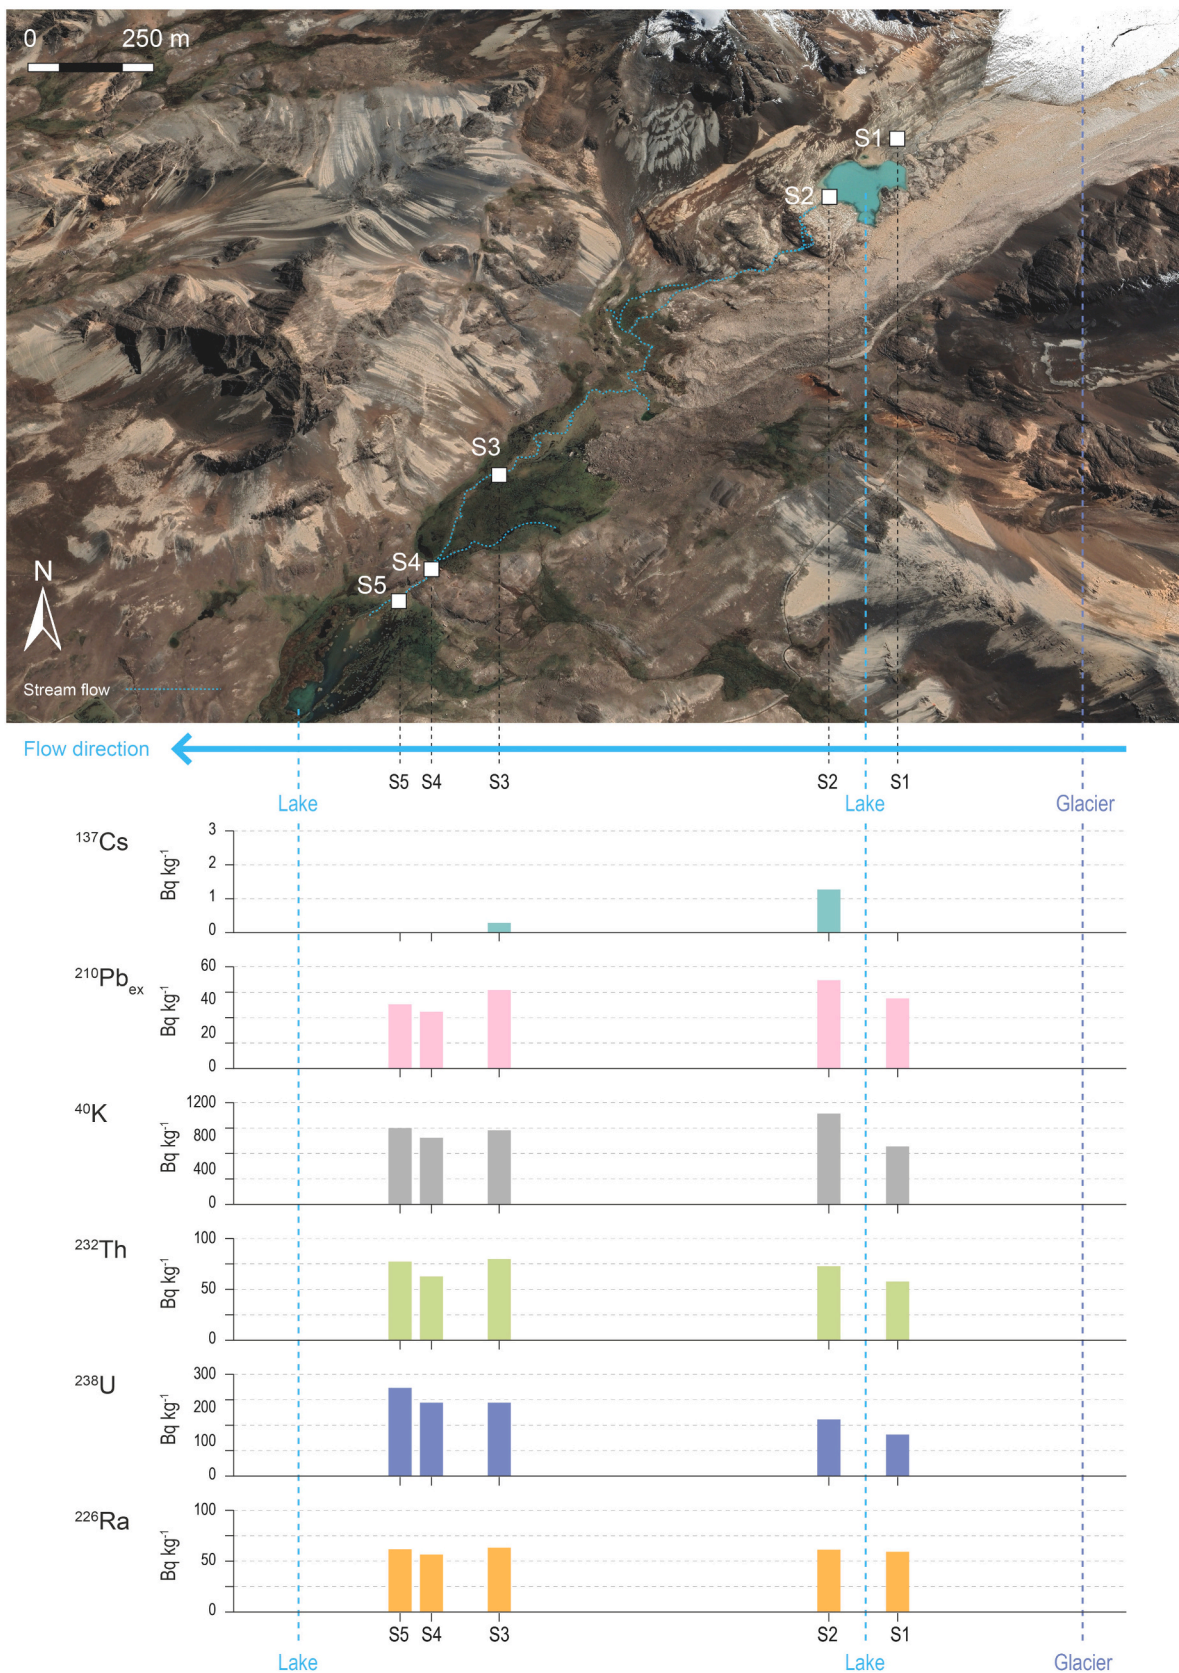 0 250 m
S1
S2
S3
S4
S5
N
Stream flow
Flow direction
S5 S4 S3 S2 S1
Lake Lake Glacier
¹³⁷Cs
Bq kg⁻¹
3
2
1
0
²¹⁰Pbₑₓ
Bq kg⁻¹
60
40
20
0
⁴⁰K
Bq kg⁻¹
1200
800
400
0
²³²Th
Bq kg⁻¹
100
50
0
²³⁸U
Bq kg⁻¹
300
200
100
0
²²⁶Ra
Bq kg⁻¹
100
50
0
S5 S4 S3 S2 S1
Lake Lake Glacier